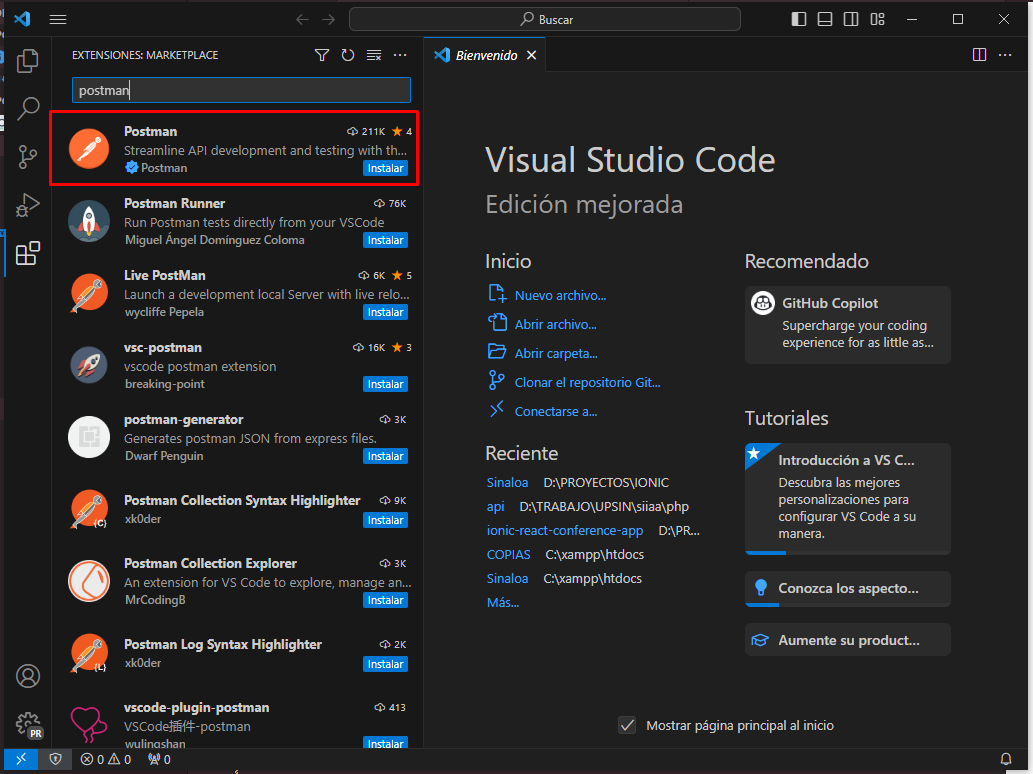 Buscar
EXTENSIONES: MARKETPLACE
postman
Postman 211K 4
Streamline API development and testing with th...
Postman Instalar
Postman Runner 76K
Run Postman tests directly from your VSCode
Miguel Ángel Domínguez Coloma Instalar
Live PostMan 6K 5
Launch a development local Server with live relo...
wycliffe Pepela Instalar
vsc-postman 16K 3
vscode postman extension
breaking-point Instalar
postman-generator 3K
Generates postman JSON from express files.
Dwarf Penguin Instalar
Postman Collection Syntax Highlighter 9K
{C}
xk0der Instalar
Postman Collection Explorer 3K
An extension for VS Code to explore, manage an...
MrCodingB Instalar
Postman Log Syntax Highlighter 2K
{L}
xk0der Instalar
vscode-plugin-postman 413
VSCode插件-postman
wulingshan Instalar
PR
0 0 0
Bienvenido
Visual Studio Code
Edición mejorada
Inicio
Nuevo archivo...
Abrir archivo...
Abrir carpeta...
Clonar el repositorio Git...
Conectarse a...
Reciente
Sinaloa D:\PROYECTOS\IONIC
api D:\TRABAJO\UPSIN\siiaa\php
ionic-react-conference-app D:\PR...
COPIAS C:\xampp\htdocs
Sinaloa C:\xampp\htdocs
Más...
Recomendado
GitHub Copilot
Supercharge your coding
experience for as little as...
Tutoriales
Introducción a VS C...
Descubra las mejores
personalizaciones para
configurar VS Code a su
manera.
Conozca los aspecto...
Aumente su product...
Mostrar página principal al inicio